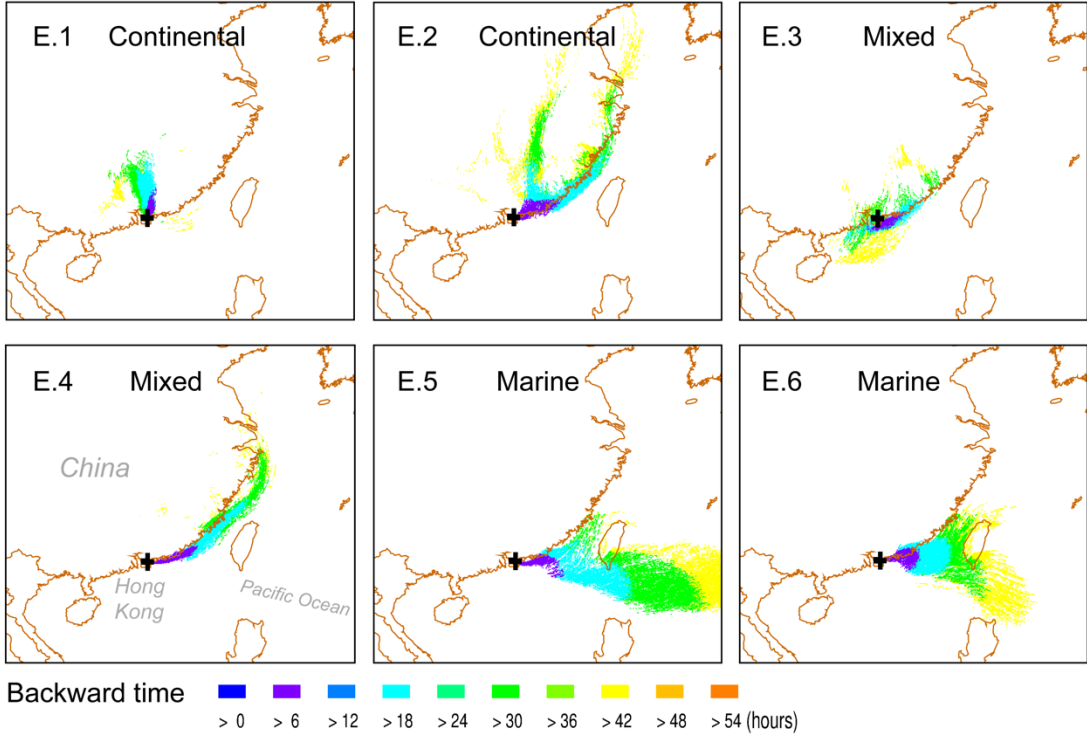 E.1 Continental
E.2 Continental
E.3 Mixed
E.4 Mixed
China
Hong
Kong
Pacific Ocean
E.5 Marine
E.6 Marine
Backward time
> 0 > 6 > 12 > 18 > 24 > 30 > 36 > 42 > 48 > 54 (hours)